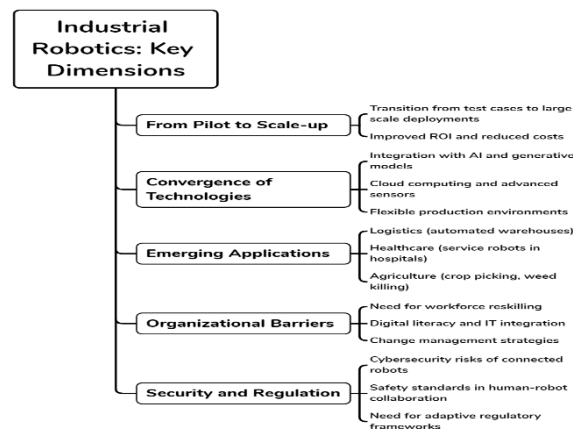 Industrial
Robotics: Key
Dimensions
From Pilot to Scale-up
Transition from test cases to large
scale deployments
Improved ROI and reduced costs
Convergence of
Technologies
Integration with AI and generative
models
Cloud computing and advanced
sensors
Flexible production environments
Emerging Applications
Logistics (automated warehouses)
Healthcare (service robots in
hospitals)
Agriculture (crop picking, weed
killing)
Organizational Barriers
Need for workforce reskilling
Digital literacy and IT integration
Change management strategies
Security and Regulation
Cybersecurity risks of connected
robots
Safety standards in human-robot
collaboration
Need for adaptive regulatory
frameworks